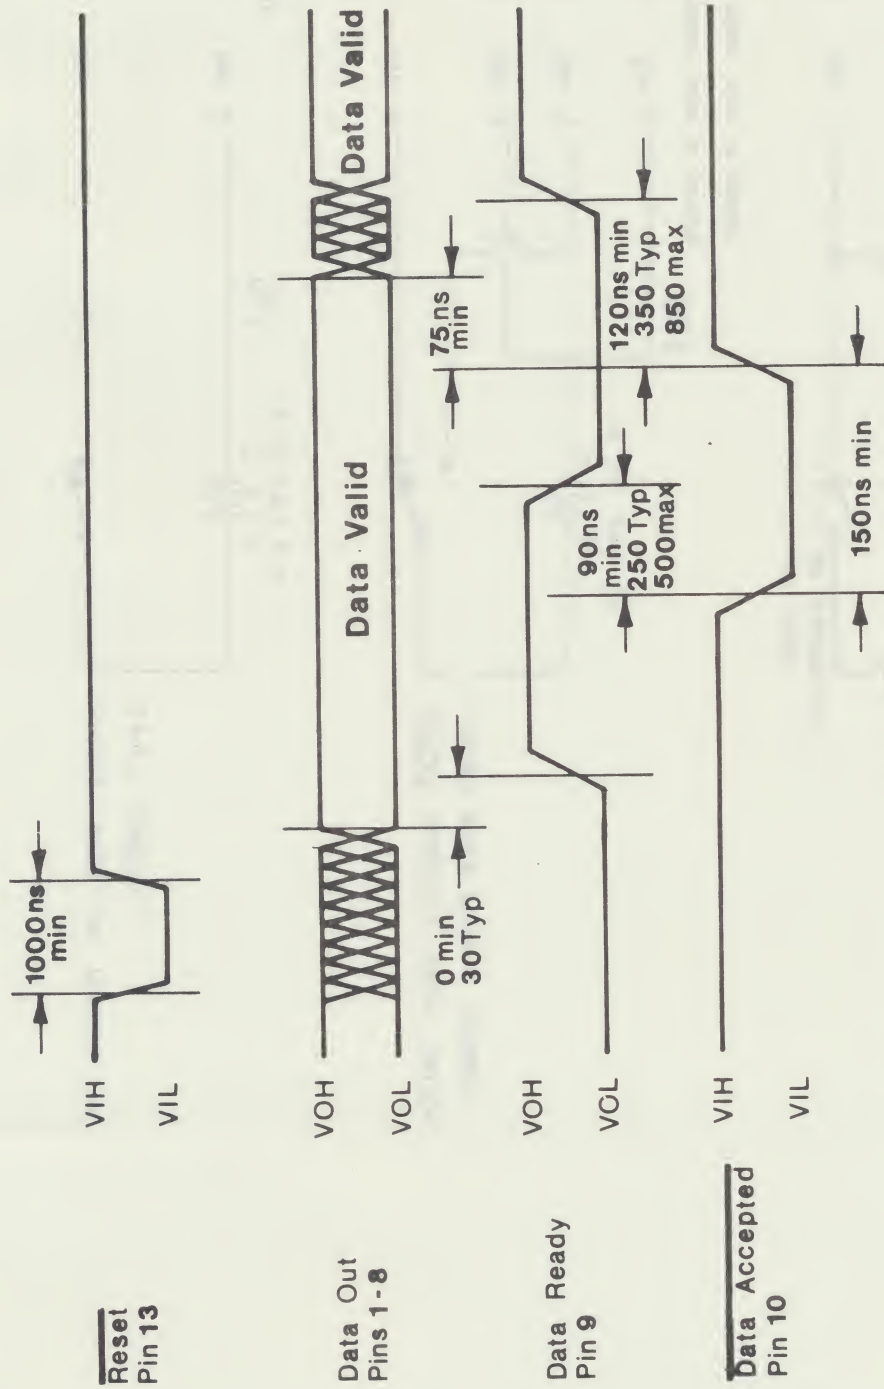 Reset
Pin 13
VIH
VIL
1000ns
min
Data Out
Pins 1-8
VOH
VOL
Data Valid
Data Valid
0 min
30 Typ
75ns
min
Data Ready
Pin 9
VOH
VOL
90ns
min
250 Typ
500max
120ns min
350 Typ
850 max
Data Accepted
Pin 10
VIH
VIL
150ns min